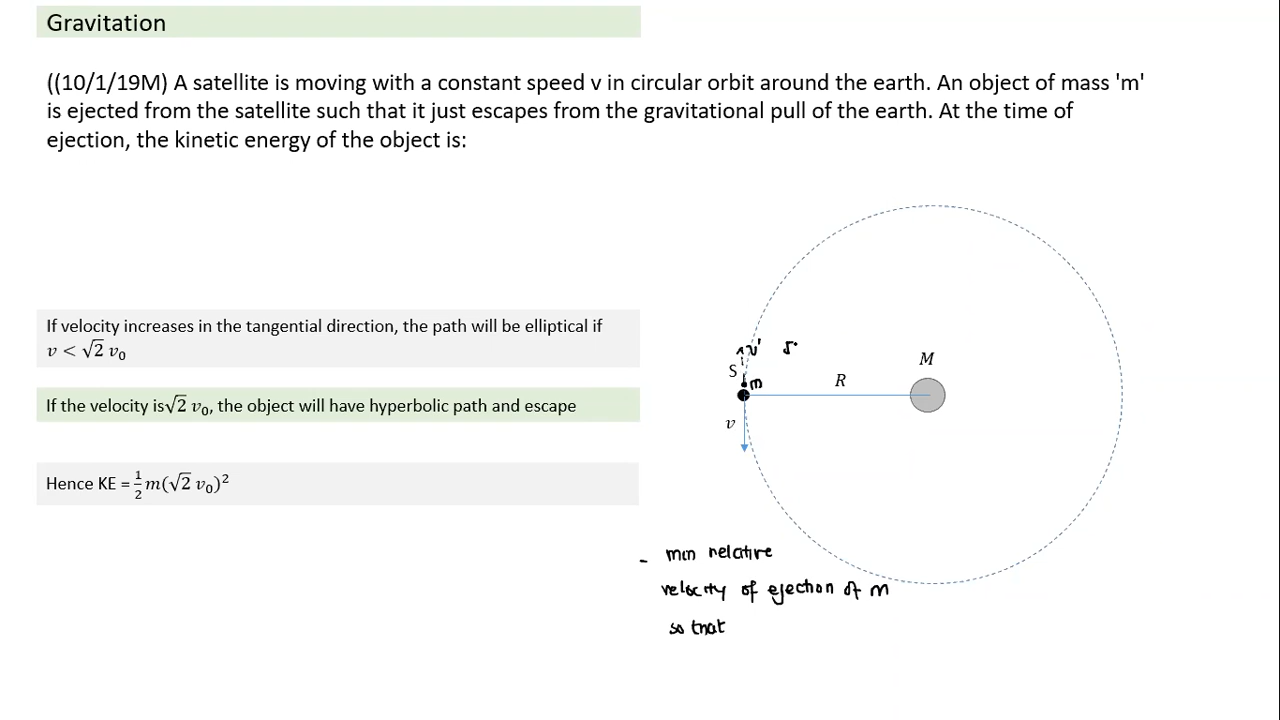 Gravitation
((10/1/19M) A satellite is moving with a constant speed v in circular orbit around the earth. An object of mass 'm'
is ejected from the satellite such that it just escapes from the gravitational pull of the earth. At the time of
ejection, the kinetic energy of the object is:
If velocity increases in the tangential direction, the path will be elliptical if
v < √2 v₀
If the velocity is√2 v₀, the object will have hyperbolic path and escape
Hence KE = 1/2 m(√2 v₀)²
v'
S
m
v
R
M
- min relative
velocity of ejection of m
so that